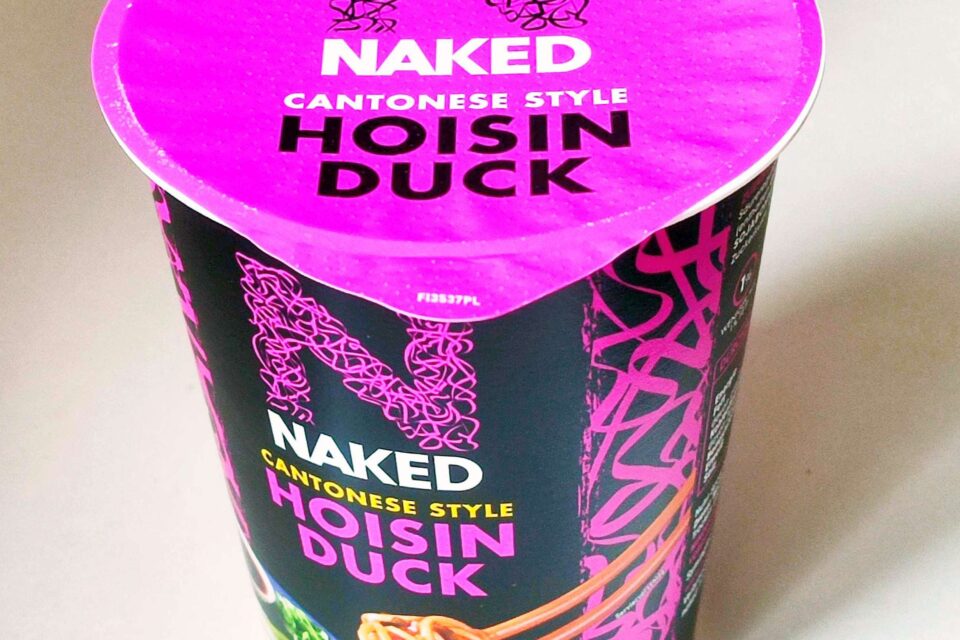 NAKED
CANTONESE STYLE
HOISIN
DUCK
FI3537PL
N
NAKED
CANTONESE STYLE
HOISIN
DUCK